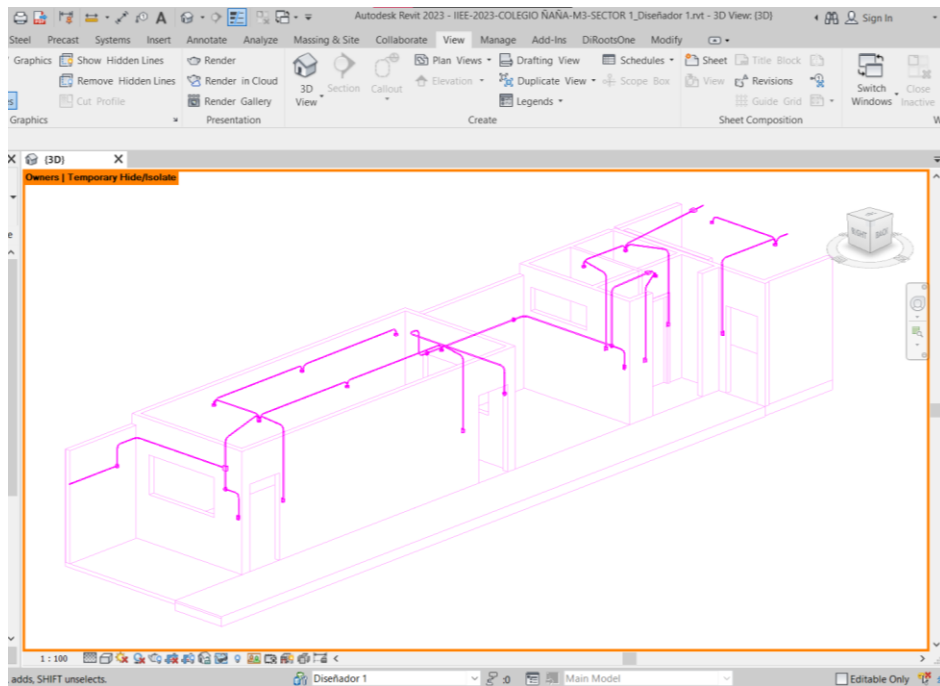 Autodesk Revit 2023 - IIEE-2023-COLEGIO ÑAÑA-M3-SECTOR 1_Diseñador 1.rvt - 3D View: {3D}
Sign In
Steel Precast Systems Insert Annotate Analyze Massing & Site Collaborate View Manage Add-Ins DiRootsOne Modify
Graphics Show Hidden Lines Render 3D View Section Callout Plan Views Drafting View Schedules Sheet Title Block Switch Windows Close Inactive
Remove Hidden Lines Render in Cloud Elevation Duplicate View Scope Box View Revisions
Cut Profile Render Gallery Legends Guide Grid
Graphics Presentation Create Sheet Composition W
{3D}
Owners | Temporary Hide/Isolate
RIGHT BACK
1 : 100
adds, SHIFT unselects. Diseñador 1 :0 Main Model Editable Only